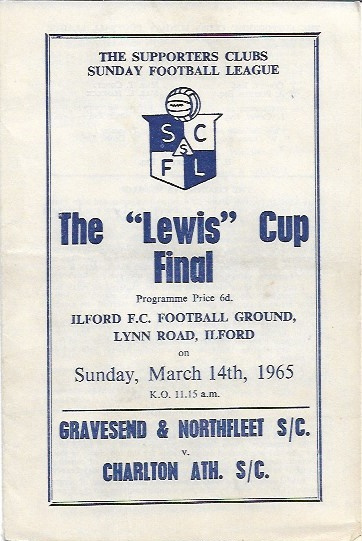 THE SUPPORTERS CLUBS
SUNDAY FOOTBALL LEAGUE
S C
S
F L
The "Lewis" Cup
Final
Programme Price 6d.
ILFORD F.C. FOOTBALL GROUND,
LYNN ROAD, ILFORD
on
Sunday, March 14th, 1965
K.O. 11.15 a.m.
GRAVESEND & NORTHFLEET S/C.
v.
CHARLTON ATH. S/C.